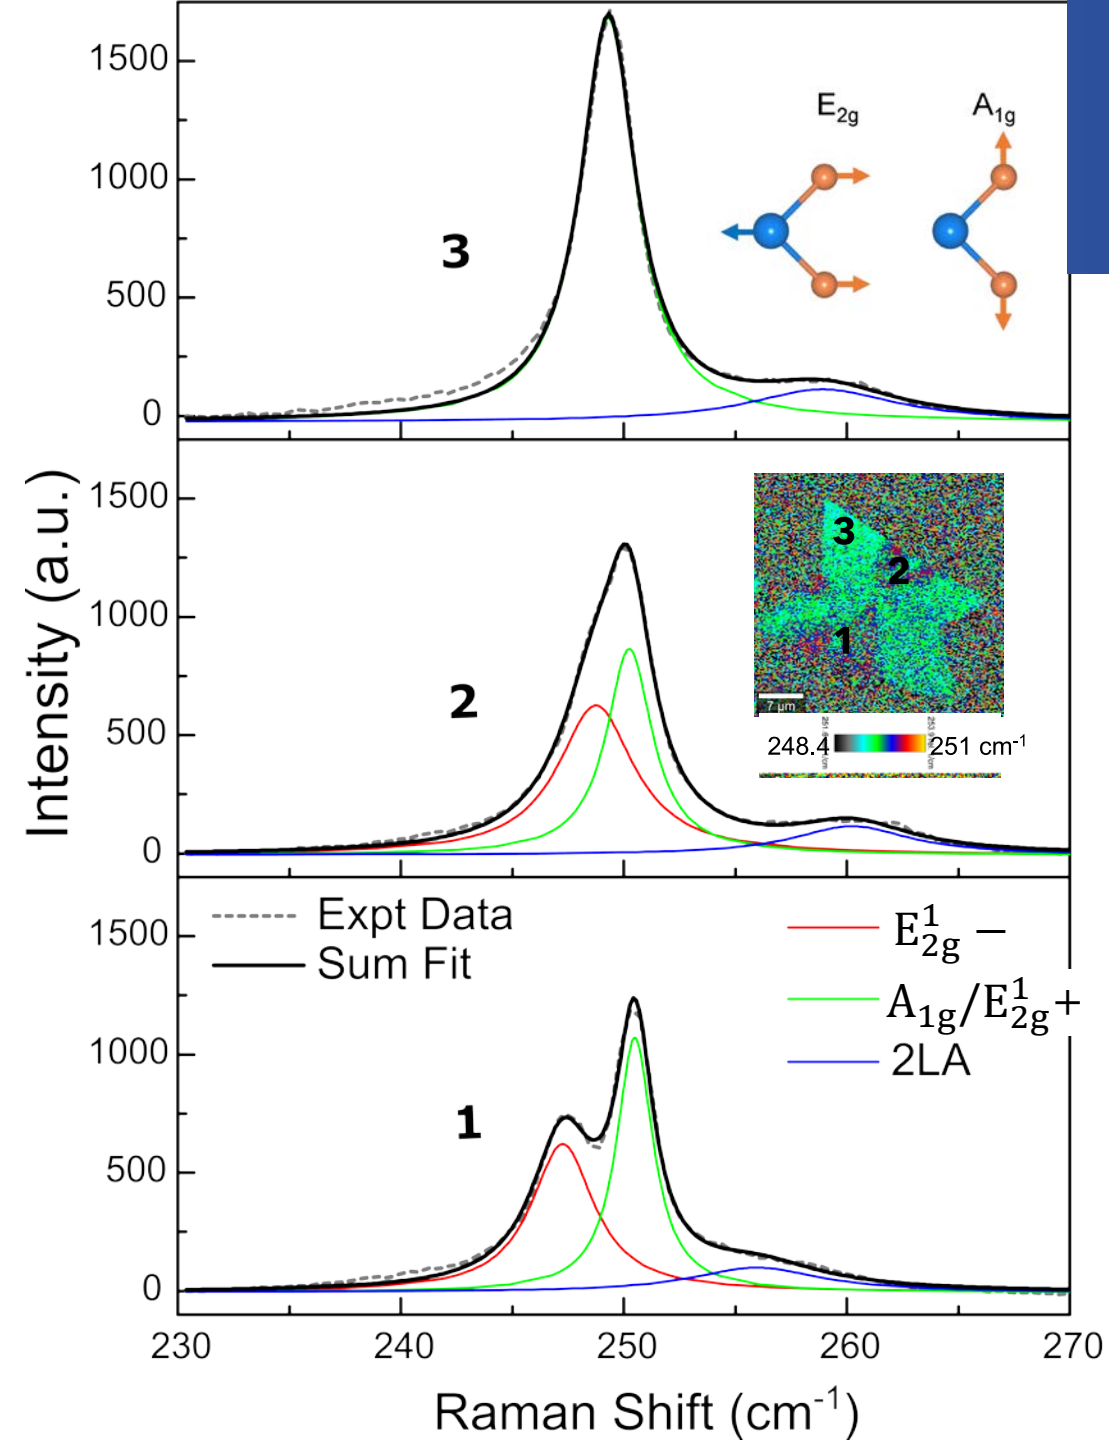 Intensity (a.u.)
1500
1000
500
0
3
E2g
A1g
1500
1000
500
0
2
3
2
1
7 μm
248.4
251 cm-1
1500
1000
500
0
1
Expt Data
Sum Fit
E¹2g −
A1g/E¹2g+
2LA
230 240 250 260 270
Raman Shift (cm-1)